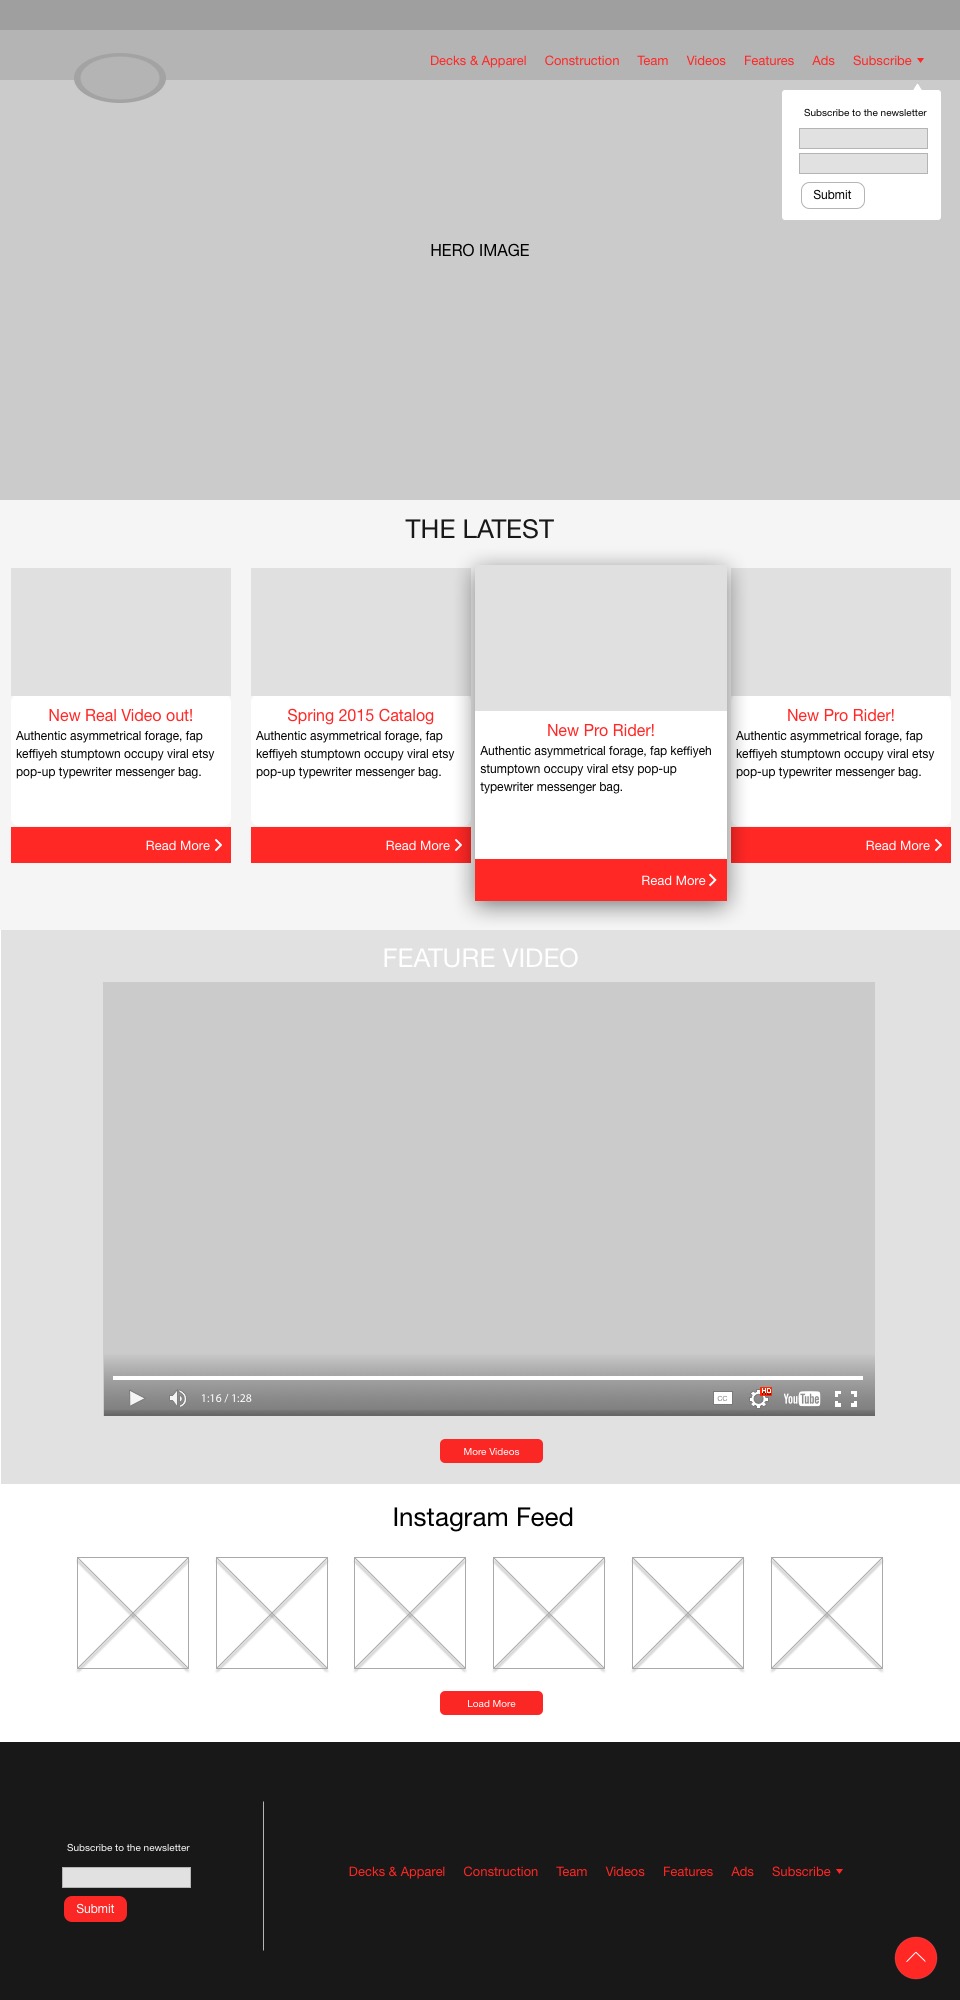 Decks & Apparel Construction Team Videos Features Ads Subscribe
Subscribe to the newsletter
Submit
HERO IMAGE
THE LATEST
New Real Video out!
Authentic asymmetrical forage, fap
keffiyeh stumptown occupy viral etsy
pop-up typewriter messenger bag.
Read More
Spring 2015 Catalog
Authentic asymmetrical forage, fap
keffiyeh stumptown occupy viral etsy
pop-up typewriter messenger bag.
Read More
New Pro Rider!
Authentic asymmetrical forage, fap keffiyeh
stumptown occupy viral etsy pop-up
typewriter messenger bag.
Read More
New Pro Rider!
Authentic asymmetrical forage, fap
keffiyeh stumptown occupy viral etsy
pop-up typewriter messenger bag.
Read More
FEATURE VIDEO
1:16 / 1:28 CC HD YouTube
More Videos
Instagram Feed
Load More
Subscribe to the newsletter
Submit
Decks & Apparel Construction Team Videos Features Ads Subscribe